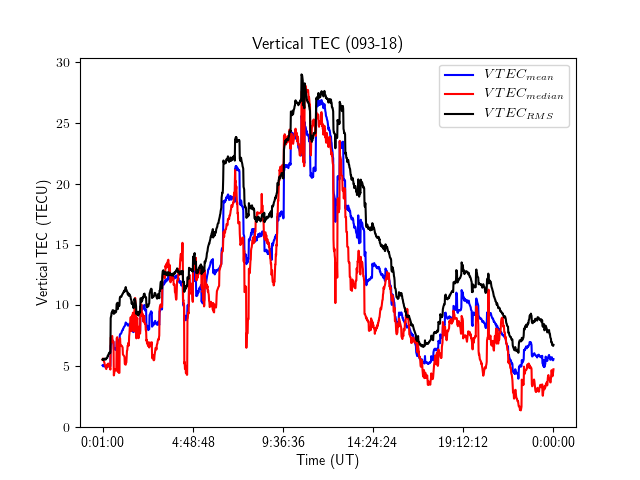 Vertical TEC (093-18)
VTEC_mean
VTEC_median
VTEC_RMS
Vertical TEC (TECU)
30
25
20
15
10
5
0
0:01:00 4:48:48 9:36:36 14:24:24 19:12:12 0:00:00
Time (UT)